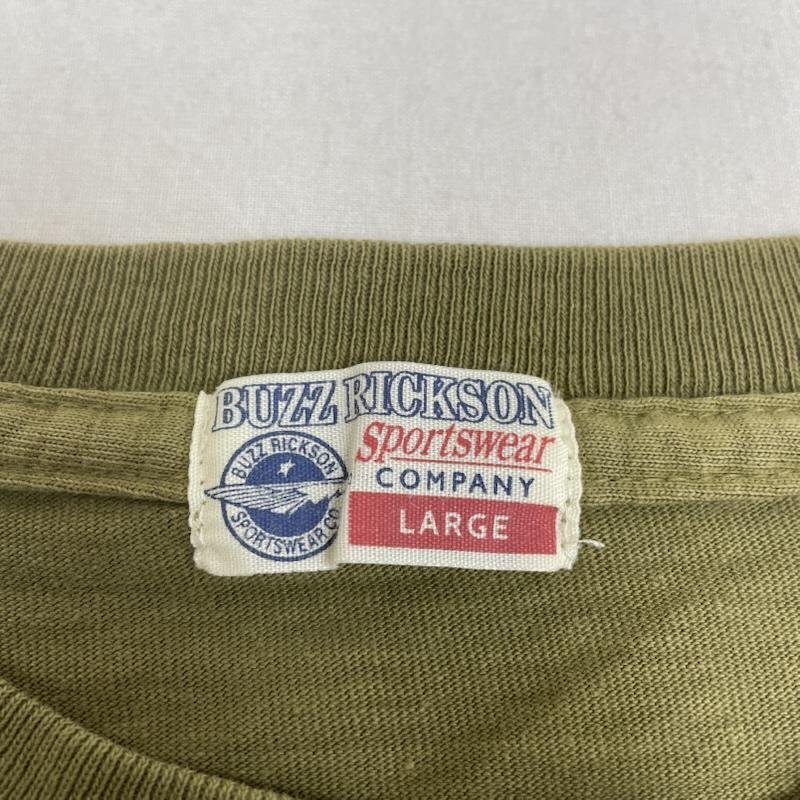 BUZZ RICKSON
Sportswear
COMPANY
LARGE
BUZZ RICKSON
SPORTSWEAR CO.